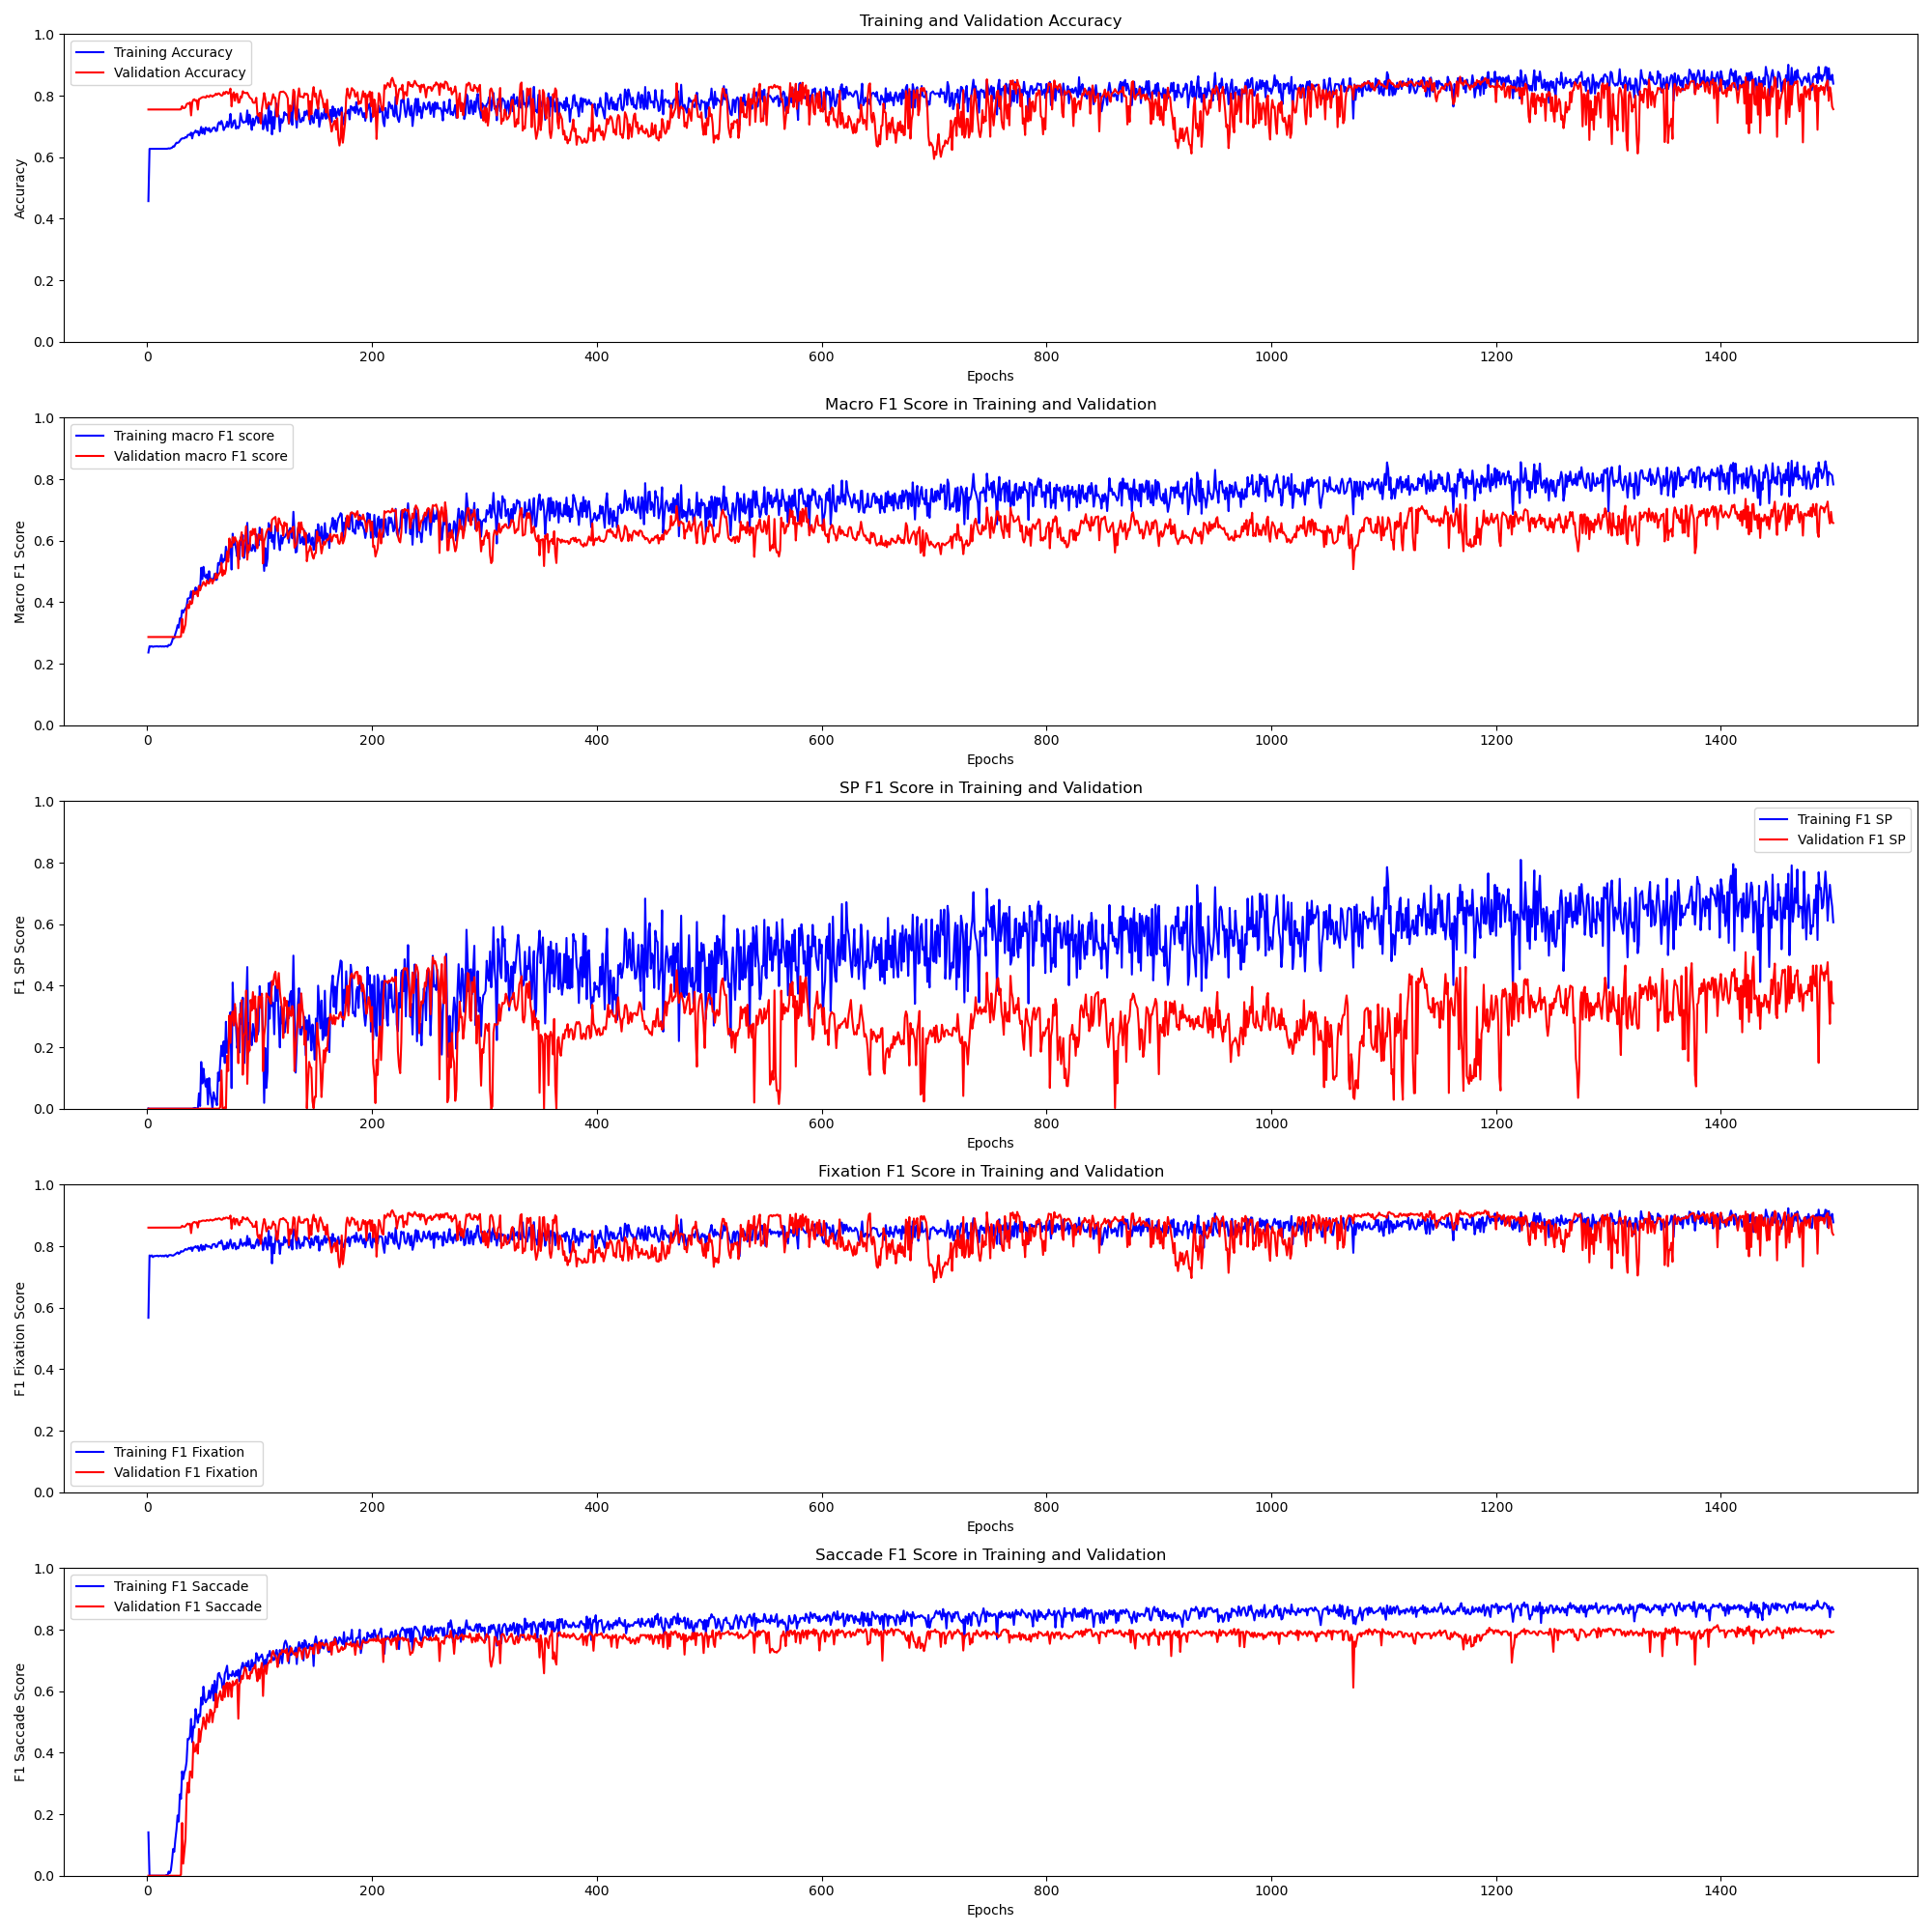 Training and Validation Accuracy
Training Accuracy
Validation Accuracy
Accuracy
1.0
0.8
0.6
0.4
0.2
0.0
0 200 400 600 800 1000 1200 1400
Epochs
Macro F1 Score in Training and Validation
Training macro F1 score
Validation macro F1 score
Macro F1 Score
1.0
0.8
0.6
0.4
0.2
0.0
0 200 400 600 800 1000 1200 1400
Epochs
SP F1 Score in Training and Validation
Training F1 SP
Validation F1 SP
F1 SP Score
1.0
0.8
0.6
0.4
0.2
0.0
0 200 400 600 800 1000 1200 1400
Epochs
Fixation F1 Score in Training and Validation
F1 Fixation Score
1.0
0.8
0.6
0.4
0.2
0.0
Training F1 Fixation
Validation F1 Fixation
0 200 400 600 800 1000 1200 1400
Epochs
Saccade F1 Score in Training and Validation
Training F1 Saccade
Validation F1 Saccade
F1 Saccade Score
1.0
0.8
0.6
0.4
0.2
0.0
0 200 400 600 800 1000 1200 1400
Epochs